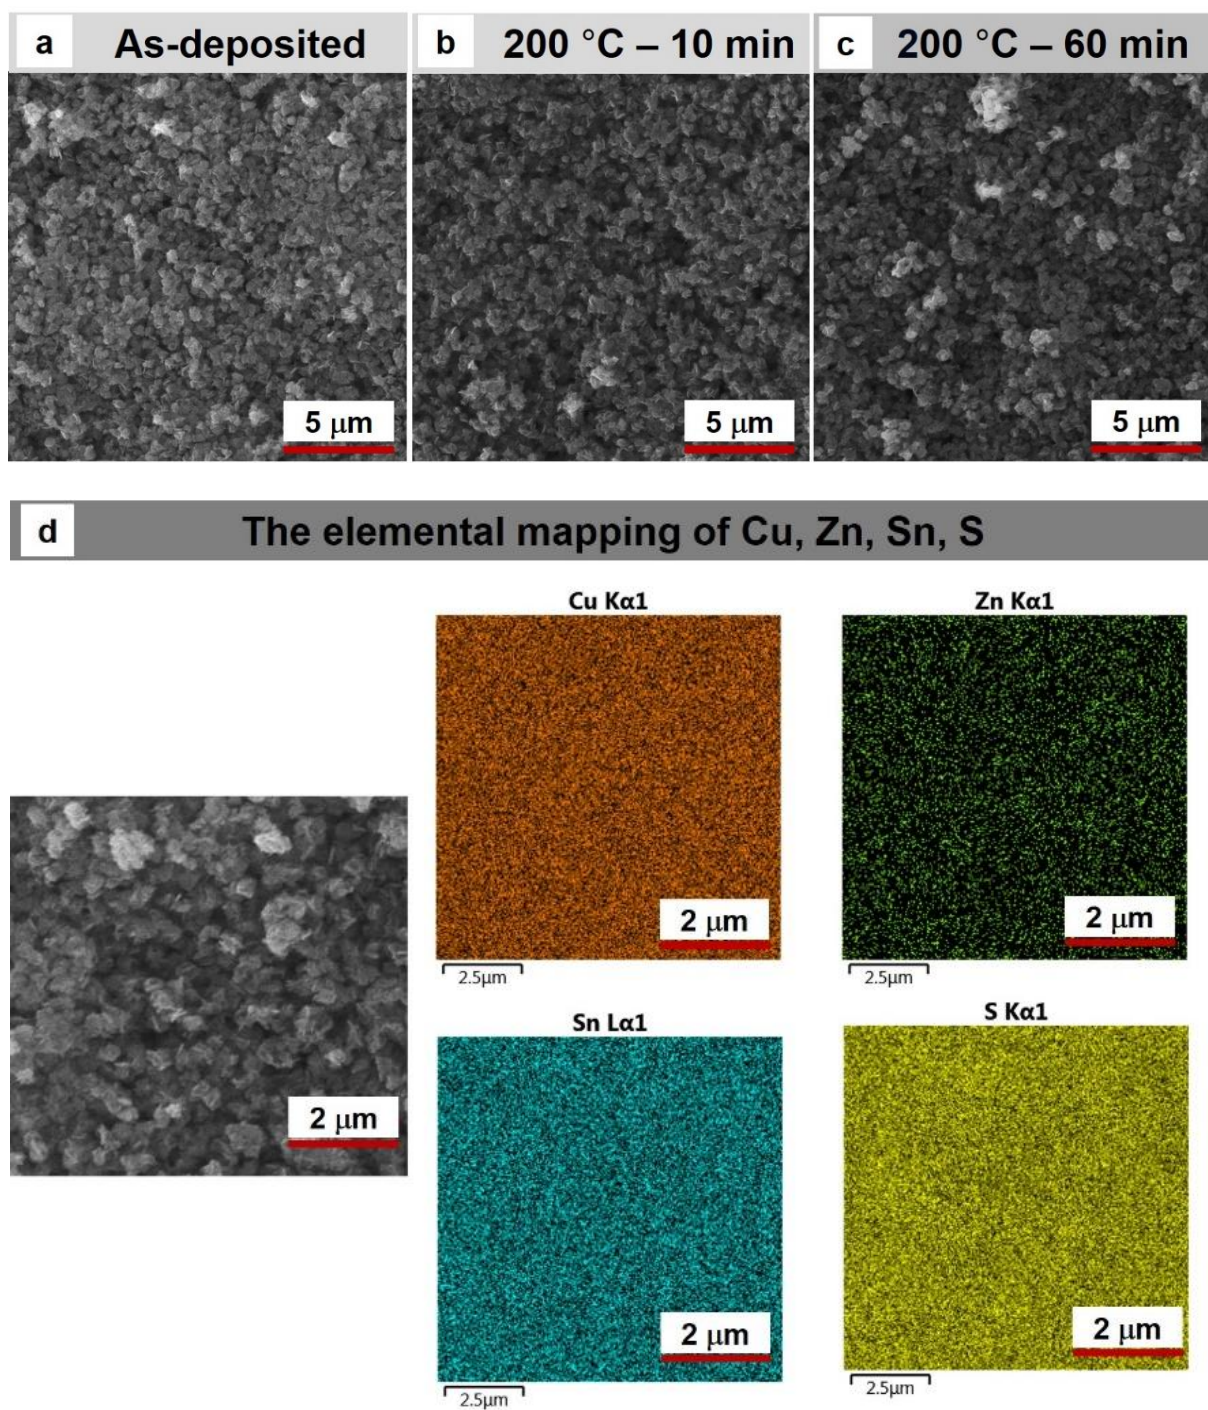 a As-deposited
b 200 °C – 10 min
c 200 °C – 60 min
5 μm
5 μm
5 μm
d The elemental mapping of Cu, Zn, Sn, S
Cu Kα1
Zn Kα1
2 μm
2 μm
2.5μm
2.5μm
Sn Lα1
S Kα1
2 μm
2 μm
2 μm
2.5μm
2.5μm